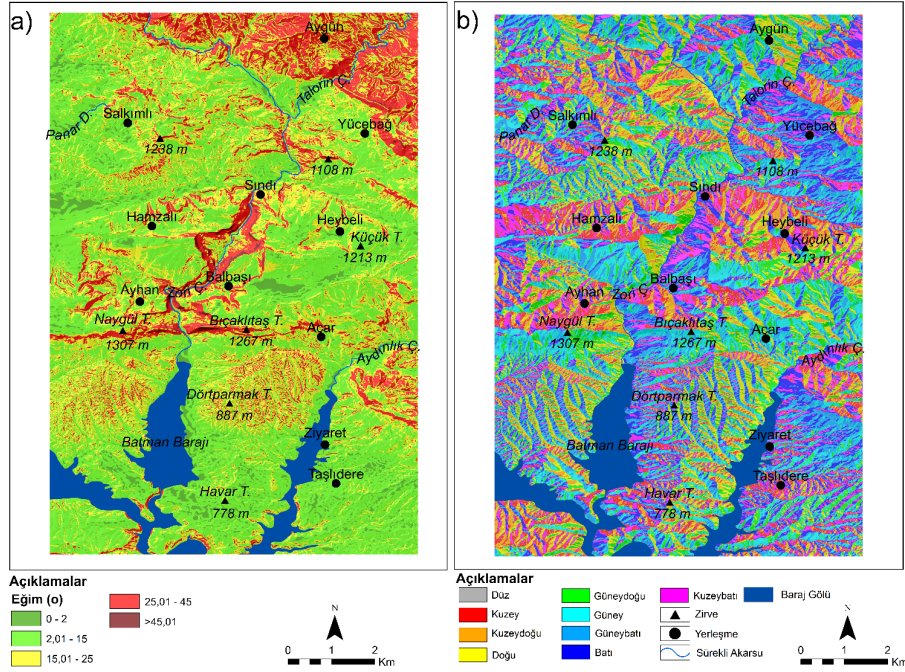 a)
Aygün
Talorin Ç.
Panar D.
Salkımlı
1238 m
Yücebağ
1108 m
Sındı
Hamzalı
Heybeli
Küçük T.
1213 m
Balbaşı
Zori Ç.
Ayhan
Naygül T.
1307 m
Bıçaklıtaş T.
1267 m
Acar
Aydınlık Ç.
Dörtparmak T.
887 m
Batman Barajı
Ziyaret
Taşlıdere
Havar T.
778 m
b)
Aygün
Talorin Ç.
Panar D.
Salkımlı
1238 m
Yücebağ
1108 m
Sındı
Hamzalı
Heybeli
Küçük T.
1213 m
Balbaşı
Zori Ç.
Ayhan
Naygül T.
1307 m
Bıçaklıtaş T.
1267 m
Acar
Aydınlık Ç.
Dörtparmak T.
887 m
Batman Barajı
Ziyaret
Taşlıdere
Havar T.
778 m
Açıklamalar
Eğim (o)
0 - 2
2,01 - 15
15,01 - 25
25,01 - 45
>45,01
N
0 1 2
Km
Açıklamalar
Düz
Kuzey
Kuzeydoğu
Doğu
Güneydoğu
Güney
Güneybatı
Batı
Kuzeybatı
Zirve
Yerleşme
Sürekli Akarsu
Baraj Gölü
N
0 1 2
Km